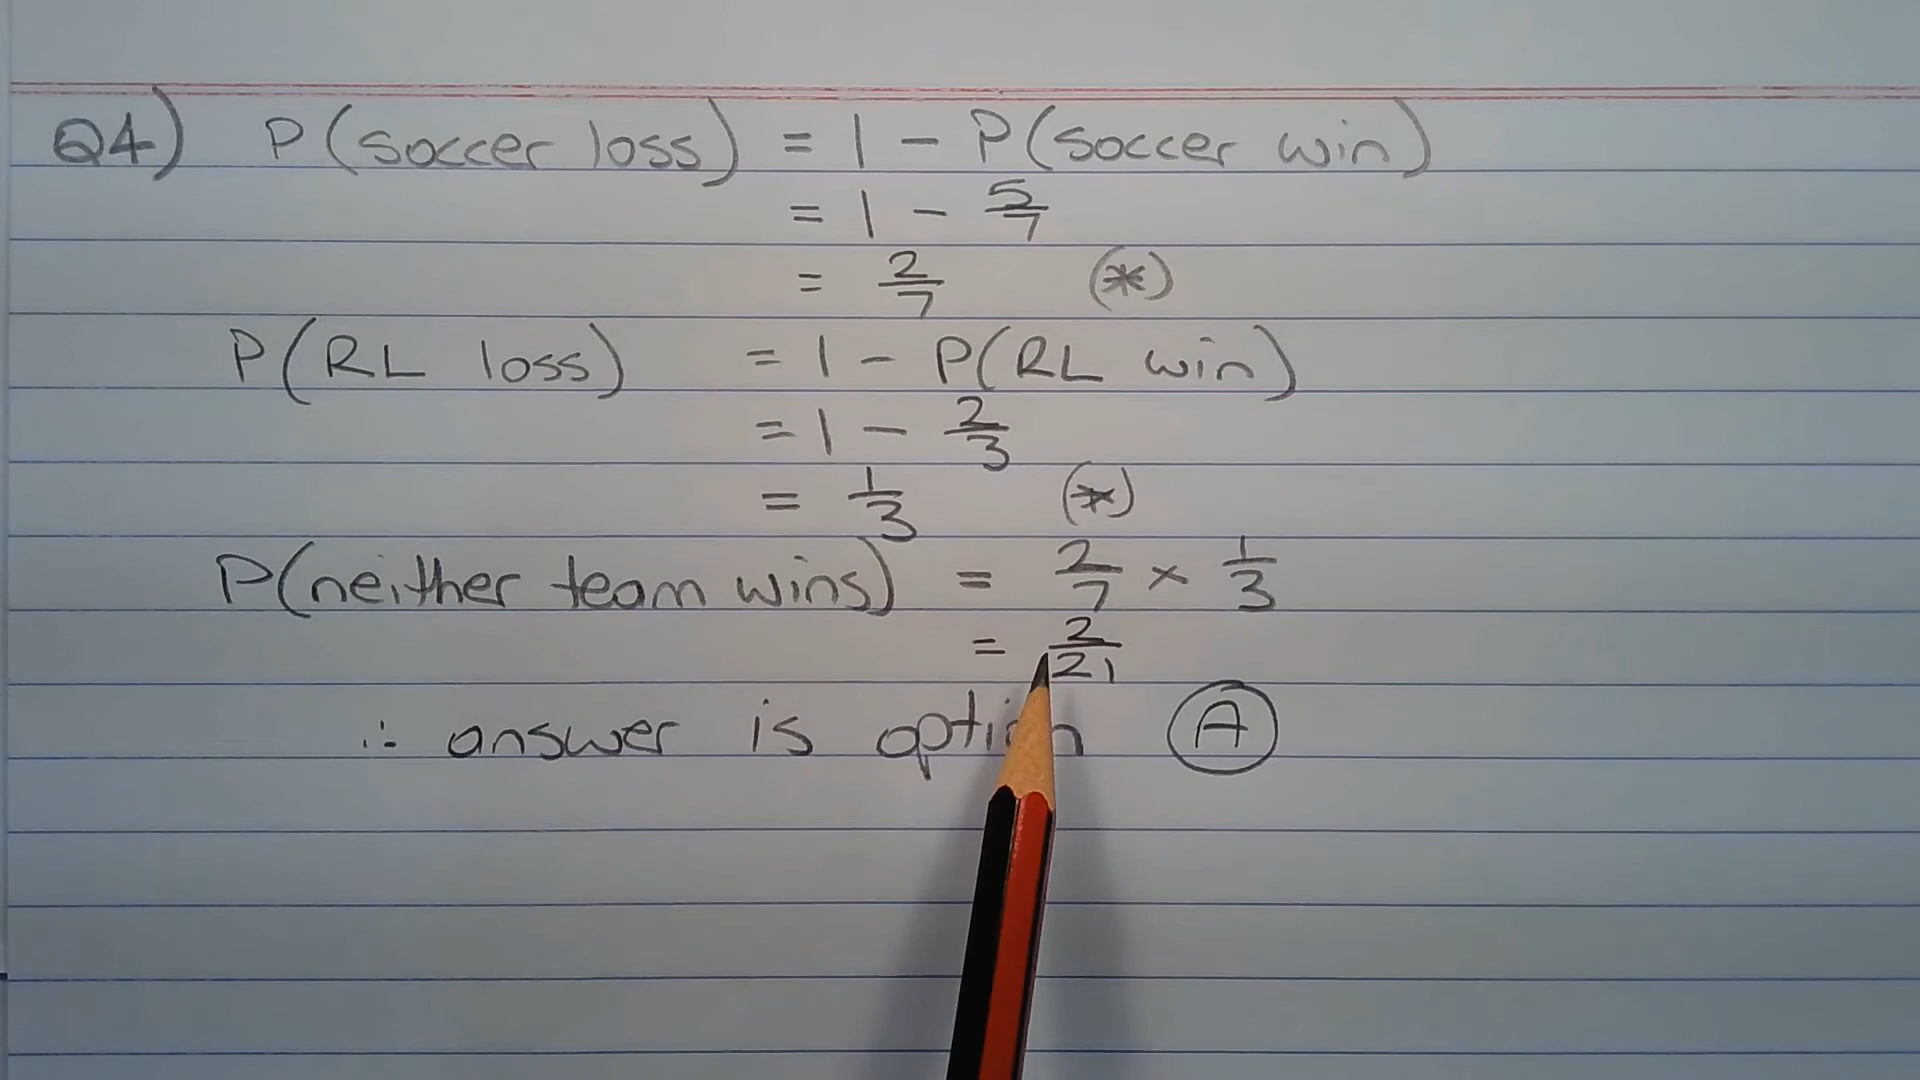 Q4) P(soccer loss) = 1 - P(soccer win)
= 1 - 5/7
= 2/7 (*)
P(RL loss) = 1 - P(RL win)
= 1 - 2/3
= 1/3 (*)
P(neither team wins) = 2/7 × 1/3
= 2/21
∴ answer is option A